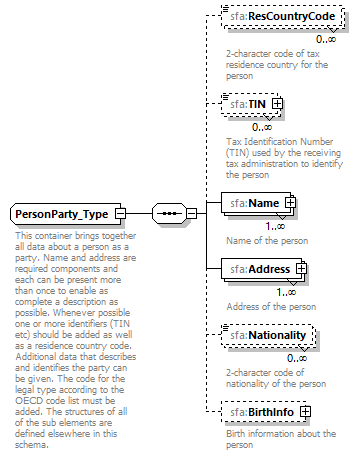 sfa:ResCountryCode
0..∞
2-character code of tax
residence country for the
person
sfa:TIN
0..∞
Tax Identification Number
(TIN) used by the receiving
tax administration to identify
the person
PersonParty_Type
This container brings together
all data about a person as a
party. Name and address are
required components and
each can be present more
than once to enable as
complete a description as
possible. Whenever possible
one or more identifiers (TIN
etc) should be added as well
as a residence country code.
Additional data that describes
and identifies the party can
be given. The code for the
legal type according to the
OECD code list must be
added. The structures of all
of the sub elements are
defined elsewhere in this
schema.
sfa:Name
1..∞
Name of the person
sfa:Address
1..∞
Address of the person
sfa:Nationality
0..∞
2-character code of
nationality of the person
sfa:BirthInfo
Birth information about the
person